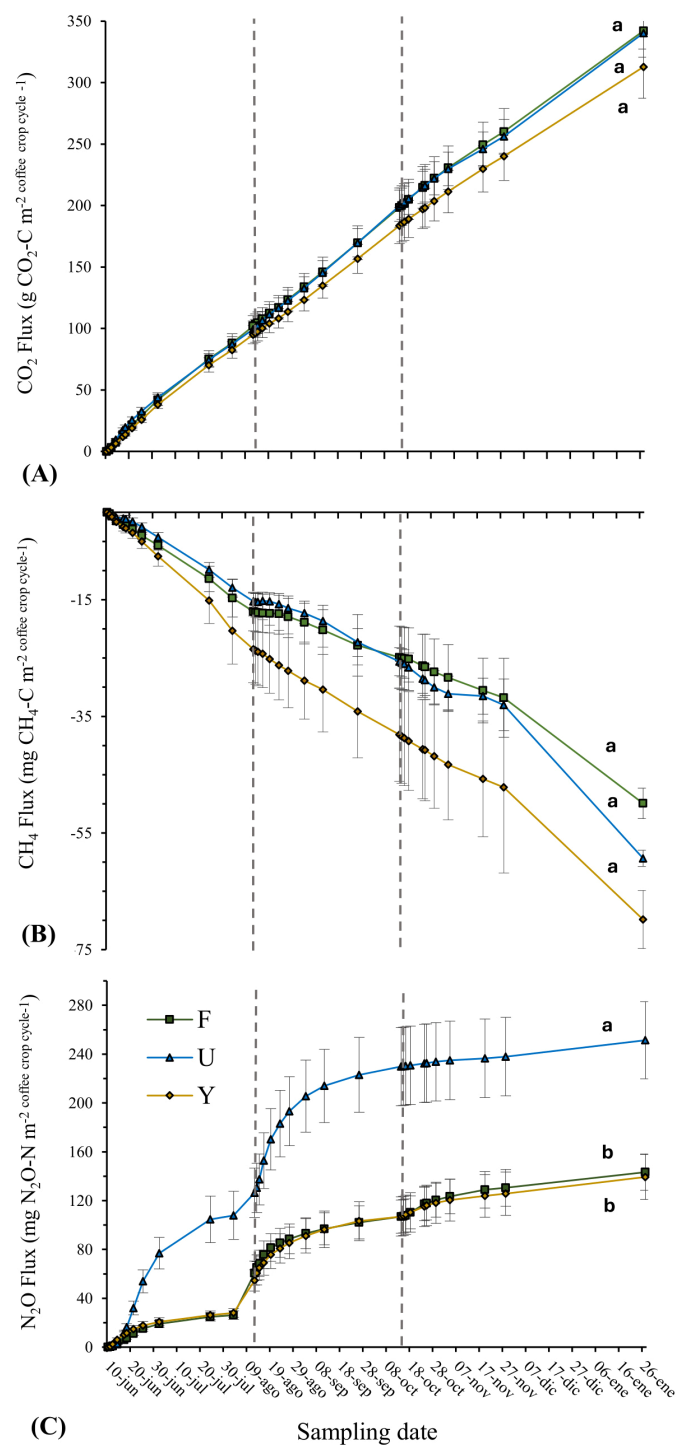 CO₂ Flux (g CO₂-C m⁻² ᶜᵒᶠᶠᵉᵉ ᶜʳᵒᵖ ᶜʸᶜˡᵉ ⁻¹)
350
300
250
200
150
100
50
0
a
a
a
(A)
CH₄ Flux (mg CH₄-C m⁻² ᶜᵒᶠᶠᵉᵉ ᶜʳᵒᵖ ᶜʸᶜˡᵉ⁻¹)
-15
-35
-55
-75
a
a
a
(B)
N₂O Flux (mg N₂O-N m⁻² ᶜᵒᶠᶠᵉᵉ ᶜʳᵒᵖ ᶜʸᶜˡᵉ⁻¹)
280
240
200
160
120
80
40
0
F
U
Y
a
b
b
10-jun
20-jun
30-jun
10-jul
20-jul
30-jul
09-ago
19-ago
29-ago
08-sep
18-sep
28-sep
08-oct
18-oct
28-oct
07-nov
17-nov
27-nov
07-dic
17-dic
27-dic
06-ene
16-ene
26-ene
(C)
Sampling date